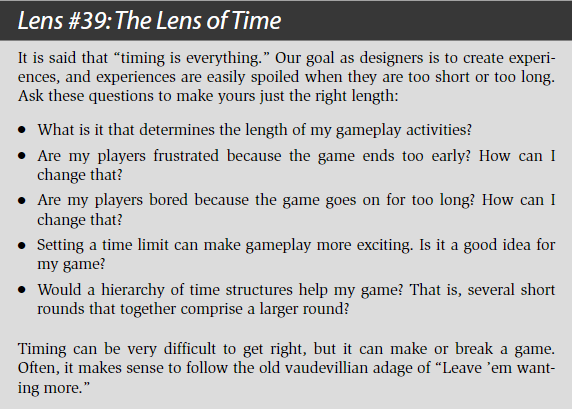 Lens #39: The Lens of Time
It is said that “timing is everything.” Our goal as designers is to create experi-
ences, and experiences are easily spoiled when they are too short or too long.
Ask these questions to make yours just the right length:
● What is it that determines the length of my gameplay activities?
● Are my players frustrated because the game ends too early? How can I
change that?
● Are my players bored because the game goes on for too long? How can I
change that?
● Setting a time limit can make gameplay more exciting. Is it a good idea for
my game?
● Would a hierarchy of time structures help my game? That is, several short
rounds that together comprise a larger round?
Timing can be very difficult to get right, but it can make or break a game.
Often, it makes sense to follow the old vaudevillian adage of “Leave ’em want-
ing more.”